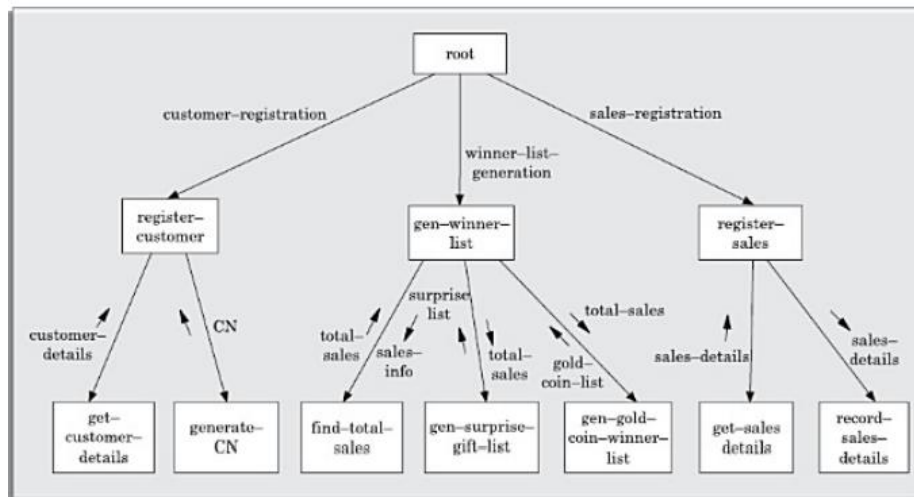 root
customer–registration
sales–registration
winner–list–
generation
register–
customer
gen–winner–
list
register–
sales
customer–
details
CN
total–
sales
surprise
list
sales–
info
total–
sales
total–sales
gold–
coin–list
sales–details
sales–
details
get–
customer–
details
generate–
CN
find–total–
sales
gen–surprise–
gift–list
gen–gold–
coin–winner–
list
get–sales
details
record–
sales–
details